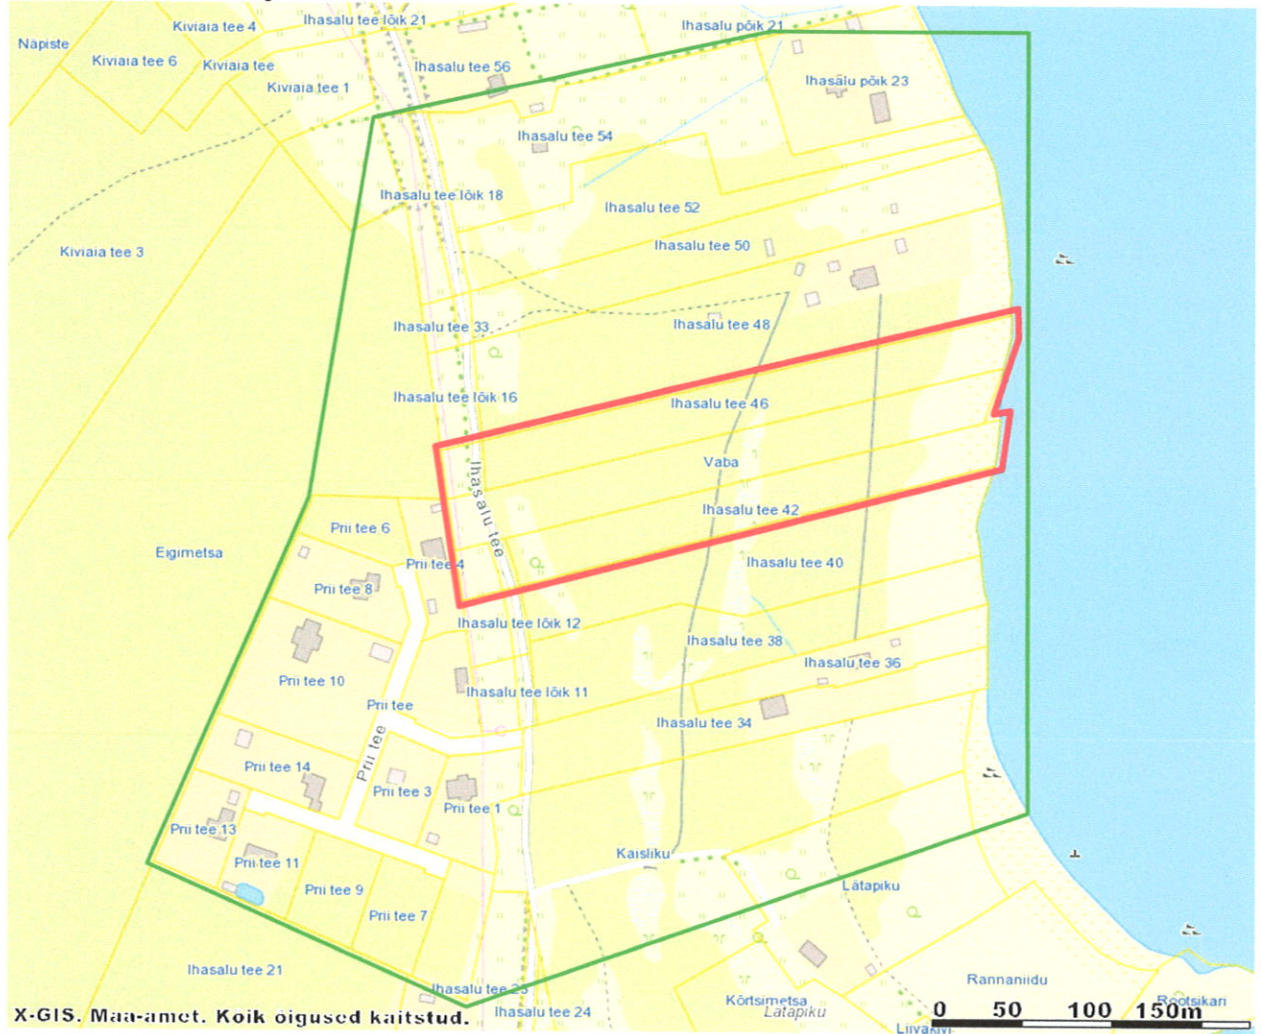 Ihasalu tee lõik 21
Kiviaia tee 4
Ihasalu põik 21
Näpiste
Kiviaia tee 6
Kiviaia tee
Ihasalu tee 56
Kiviaia tee 1
Ihasalu põik 23
Ihasalu tee 54
Ihasalu tee lõik 18
Ihasalu tee 52
Ihasalu tee 50
Kiviaia tee 3
Ihasalu tee 33
Ihasalu tee 48
Ihasalu tee lõik 16
Ihasalu tee 46
Vaba
Ihasalu tee
Ihasalu tee 42
Prii tee 6
Eigimetsa
Prii tee 4
Ihasalu tee 40
Prii tee 8
Ihasalu tee lõik 12
Ihasalu tee 38
Ihasalu tee 36
Prii tee 10
Ihasalu tee lõik 11
Prii tee
Ihasalu tee 34
Prii tee
Prii tee 14
Prii tee 3
Prii tee 1
Prii tee 13
Kaisliku
Prii tee 11
Prii tee 9
Lätapiku
Prii tee 7
Ihasalu tee 21
Rannaniidu
Ihasalu tee 23
Kõrtsimetsa
Rootsikari
Ihasalu tee 24
Lätapiku
Liivakivi
0 50 100 150m
X-GIS. Maa-amet. Kõik õigused kaitstud.